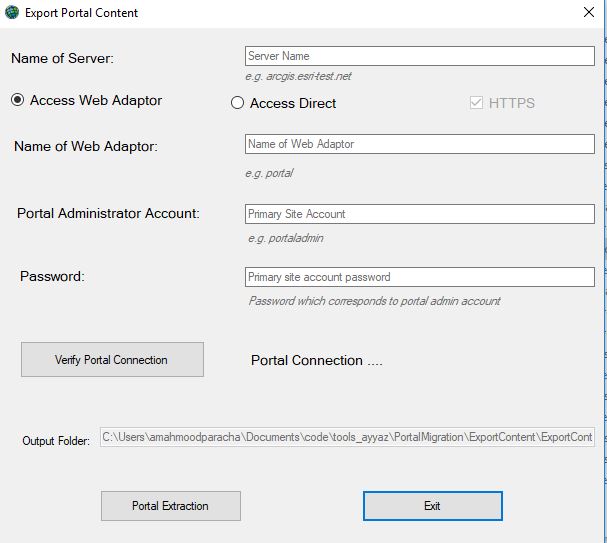 Export Portal Content
Name of Server:
Server Name
e.g. arcgis.esri-test.net
Access Web Adaptor
Access Direct
HTTPS
Name of Web Adaptor:
Name of Web Adaptor
e.g. portal
Portal Administrator Account:
Primary Site Account
e.g. portaladmin
Password:
Primary site account password
Password which corresponds to portal admin account
Verify Portal Connection
Portal Connection ....
Output Folder:
C:\Users\amahmoodparacha\Documents\code\tools_ayyaz\PortalMigration\ExportContent\ExportCont
Portal Extraction
Exit